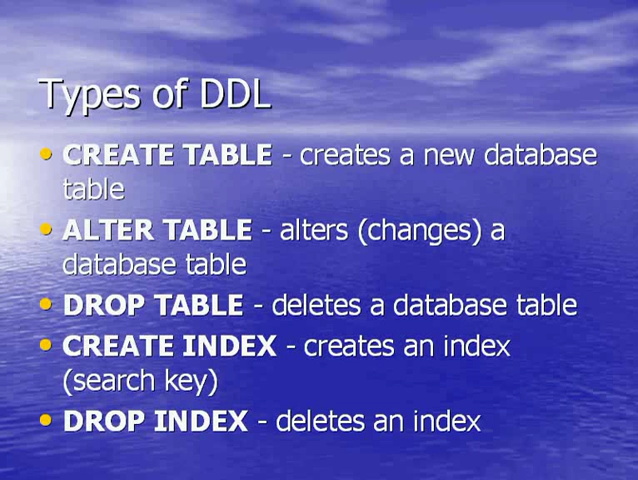 Types of DDL
• CREATE TABLE - creates a new database
table
• ALTER TABLE - alters (changes) a
database table
• DROP TABLE - deletes a database table
• CREATE INDEX - creates an index
(search key)
• DROP INDEX - deletes an index